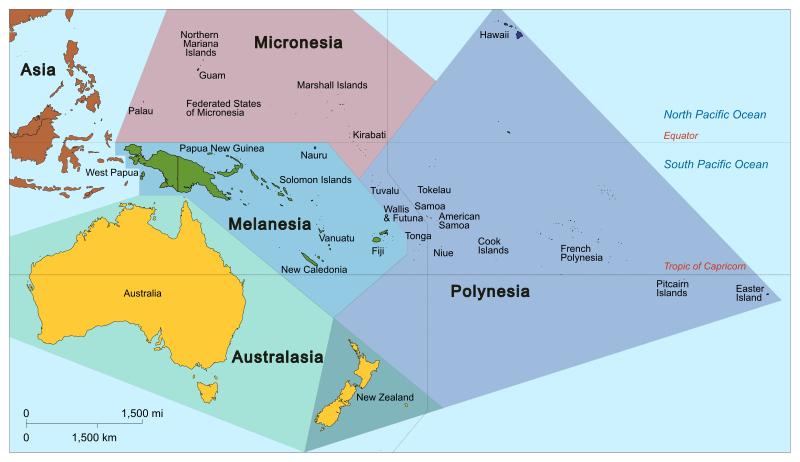 Hawaii
Northern
Mariana
Islands
Micronesia
Asia
Guam
Marshall Islands
Palau
Federated States
of Micronesia
North Pacific Ocean
Kirabati
Equator
Papua New Guinea
Nauru
South Pacific Ocean
West Papua
Solomon Islands
Tuvalu
Tokelau
Wallis
& Futuna
Samoa
American
Samoa
Melanesia
Vanuatu
Fiji
Tonga
Niue
Cook
Islands
French
Polynesia
New Caledonia
Tropic of Capricorn
Australia
Polynesia
Pitcairn
Islands
Easter
Island
Australasia
New Zealand
0
1,500 mi
0
1,500 km